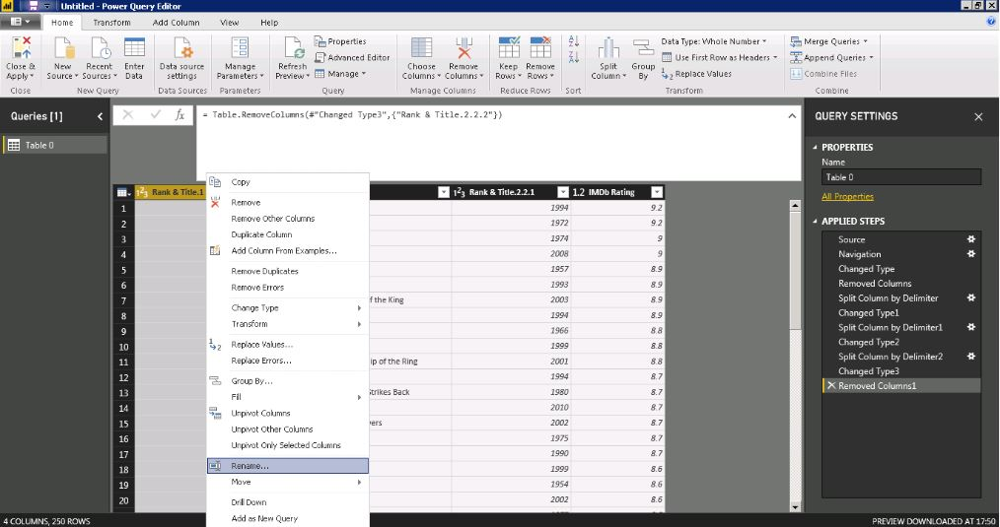 Untitled - Power Query Editor
Home Transform Add Column View Help
Close & Apply
New Source
Recent Sources
Enter Data
Data source settings
Manage Parameters
Refresh Preview
Properties
Advanced Editor
Manage
Choose Columns
Remove Columns
Keep Rows
Remove Rows
Split Column
Group By
Data Type: Whole Number
Use First Row as Headers
Replace Values
Merge Queries
Append Queries
Combine Files
Close New Query Data Sources Parameters Query Manage Columns Reduce Rows Sort Transform Combine
Queries [1]
Table 0
= Table.RemoveColumns(#"Changed Type3",{"Rank & Title.2.2.2"})
Rank & Title.1 Rank & Title.2.2.1 1.2 IMDb Rating
1 1994 9.2
2 1972 9.2
3 1974 9
4 2008 9
5 1957 8.9
6 1993 8.9
7 f the King 2003 8.9
8 1994 8.9
9 1966 8.8
10 1999 8.8
11 ip of the Ring 2001 8.8
12 1994 8.7
13 Strikes Back 1980 8.7
14 2010 8.7
15 ers 2002 8.7
16 1975 8.7
17 1990 8.7
18 1999 8.6
19 1954 8.6
20 2002 8.6
Copy
Remove
Remove Other Columns
Duplicate Column
Add Column From Examples...
Remove Duplicates
Remove Errors
Change Type
Transform
Replace Values...
Replace Errors...
Group By...
Fill
Unpivot Columns
Unpivot Other Columns
Unpivot Only Selected Columns
Rename...
Move
Drill Down
Add as New Query
QUERY SETTINGS
PROPERTIES
Name
Table 0
All Properties
APPLIED STEPS
Source
Navigation
Changed Type
Removed Columns
Split Column by Delimiter
Changed Type1
Split Column by Delimiter1
Changed Type2
Split Column by Delimiter2
Changed Type3
Removed Columns1
4 COLUMNS, 250 ROWS
PREVIEW DOWNLOADED AT 17:50